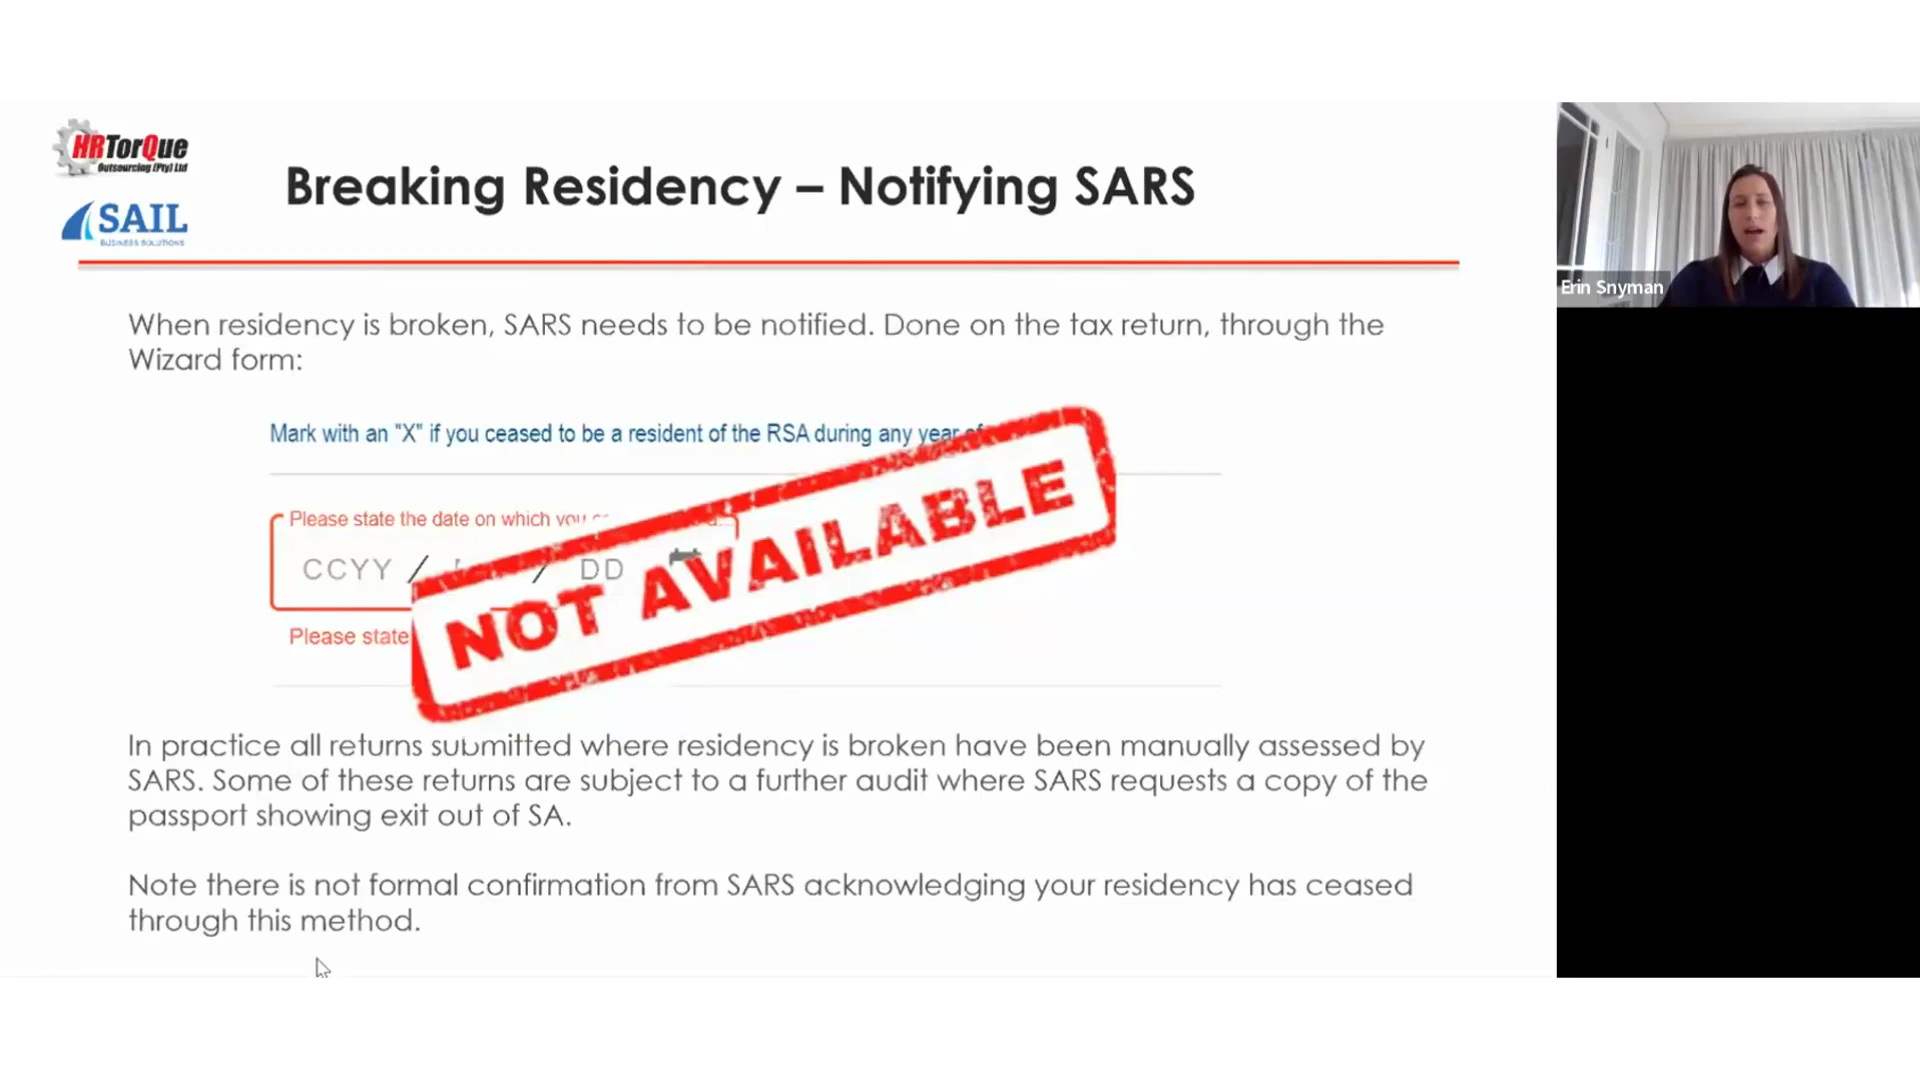 HRTorQue
Outsourcing (Pty) Ltd
SAIL
BUSINESS SOLUTIONS
Breaking Residency – Notifying SARS
Erin Snyman
When residency is broken, SARS needs to be notified. Done on the tax return, through the
Wizard form:
Mark with an "X" if you ceased to be a resident of the RSA during any year of
Please state the date on which you
CCYY / / DD
Please state
NOT AVAILABLE
In practice all returns submitted where residency is broken have been manually assessed by
SARS. Some of these returns are subject to a further audit where SARS requests a copy of the
passport showing exit out of SA.
Note there is not formal confirmation from SARS acknowledging your residency has ceased
through this method.